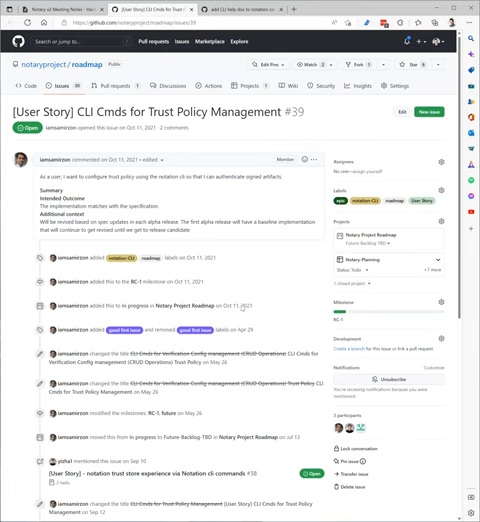 Notary v2 Meeting Notes - Hac
[User Story] CLI Cmds for Trust P
add CLI help doc to notation co
https://github.com/notaryproject/roadmap/issues/39
Pull requests Issues Marketplace Explore
notaryproject / roadmap Public
Edit Pins Watch 2 Fork 1 Star 6
Code Issues 30 Pull requests 1 Discussions Actions Projects 1 Wiki Security Insights Settings
[User Story] CLI Cmds for Trust Policy Management #39
Edit New issue
Open iamsamirzon opened this issue on Oct 11, 2021 · 2 comments
iamsamirzon commented on Oct 11, 2021 • edited Member
As a user, I want to configure trust policy using the notation cli so that I can authenticate signed artifacts.
Summary
Intended Outcome
The implementation matches with the specification.
Additional context
Will be revised based on spec updates in each alpha release. The first alpha release will have a baseline implementation
that will continue to get revised until we get to release candidate
iamsamirzon added notation-CLI roadmap labels on Oct 11, 2021
iamsamirzon added this to the RC-1 milestone on Oct 11, 2021
iamsamirzon added this to In progress in Notary Project Roadmap on Oct 11, 2021
iamsamirzon added good first issue and removed good first issue labels on Apr 29
iamsamirzon changed the title CLI Cmds for Verification Config management (CRUD Operations) CLI Cmds for
Verification Config management (CRUD Operations) Trust Policy on May 26
iamsamirzon changed the title CLI Cmds for Verification Config management (CRUD Operations) Trust Policy CLI
Cmds for Trust Policy Management on May 26
iamsamirzon modified the milestones: RC-1, future on May 26
iamsamirzon moved this from In progress to Future-Backlog-TBD in Notary Project Roadmap on Jul 13
yizha1 mentioned this issue on Sep 10
[User Story] - notation trust store experience via Notation cli commands #38
Open
2 tasks
iamsamirzon changed the title CLI Cmds for Trust Policy Management [User Story] CLI Cmds for Trust Policy
Management on Sep 12
Assignees
No one—assign yourself
Labels
epic notation-CLI roadmap
User Story
Projects
Notary Project Roadmap
Future-Backlog-TBD
Notary-Planning
Status: Todo +7 more
1 closed project
Milestone
RC-1
Development
Create a branch for this issue or link a pull request.
Notifications Customize
Unsubscribe
You're receiving notifications because you were
mentioned.
3 participants
Lock conversation
Pin issue
Transfer issue
Delete issue